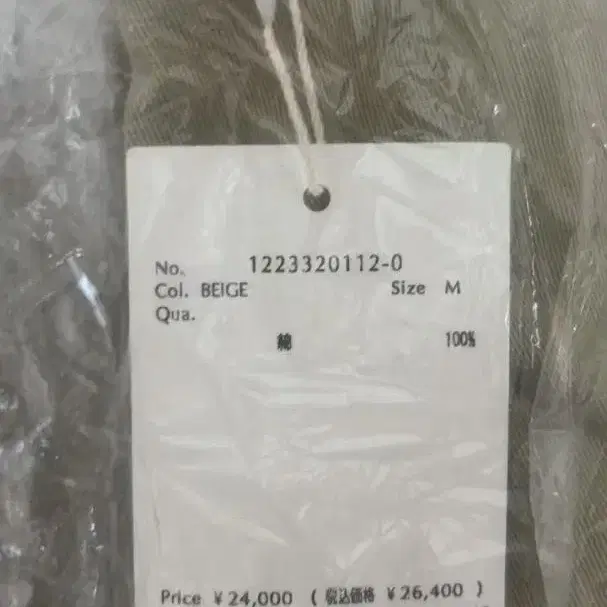 No. 1223320112-0
Col. BEIGE Size M
Qua.
綿 100%
Price ¥24,000 ( 税込価格 ¥26,400 )